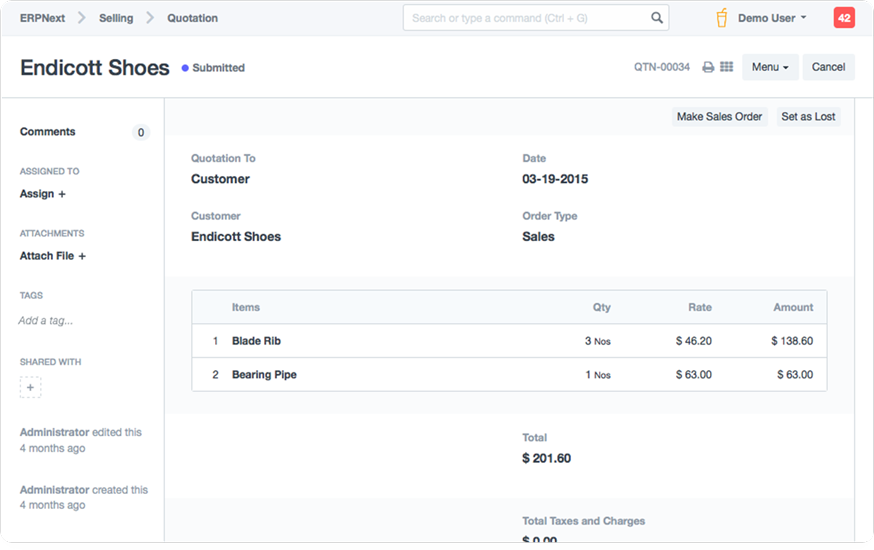 ERPNext Selling Quotation Search or type a command (Ctrl + G) Demo User 42
Endicott Shoes Submitted QTN-00034 Menu Cancel
Make Sales Order Set as Lost
Comments 0
ASSIGNED TO
Assign +
ATTACHMENTS
Attach File +
TAGS
Add a tag...
SHARED WITH
+
Administrator edited this
4 months ago
Administrator created this
4 months ago
Quotation To Date
Customer 03-19-2015
Customer Order Type
Endicott Shoes Sales
Items Qty Rate Amount
1 Blade Rib 3 Nos $ 46.20 $ 138.60
2 Bearing Pipe 1 Nos $ 63.00 $ 63.00
Total
$ 201.60
Total Taxes and Charges
$ 0.00